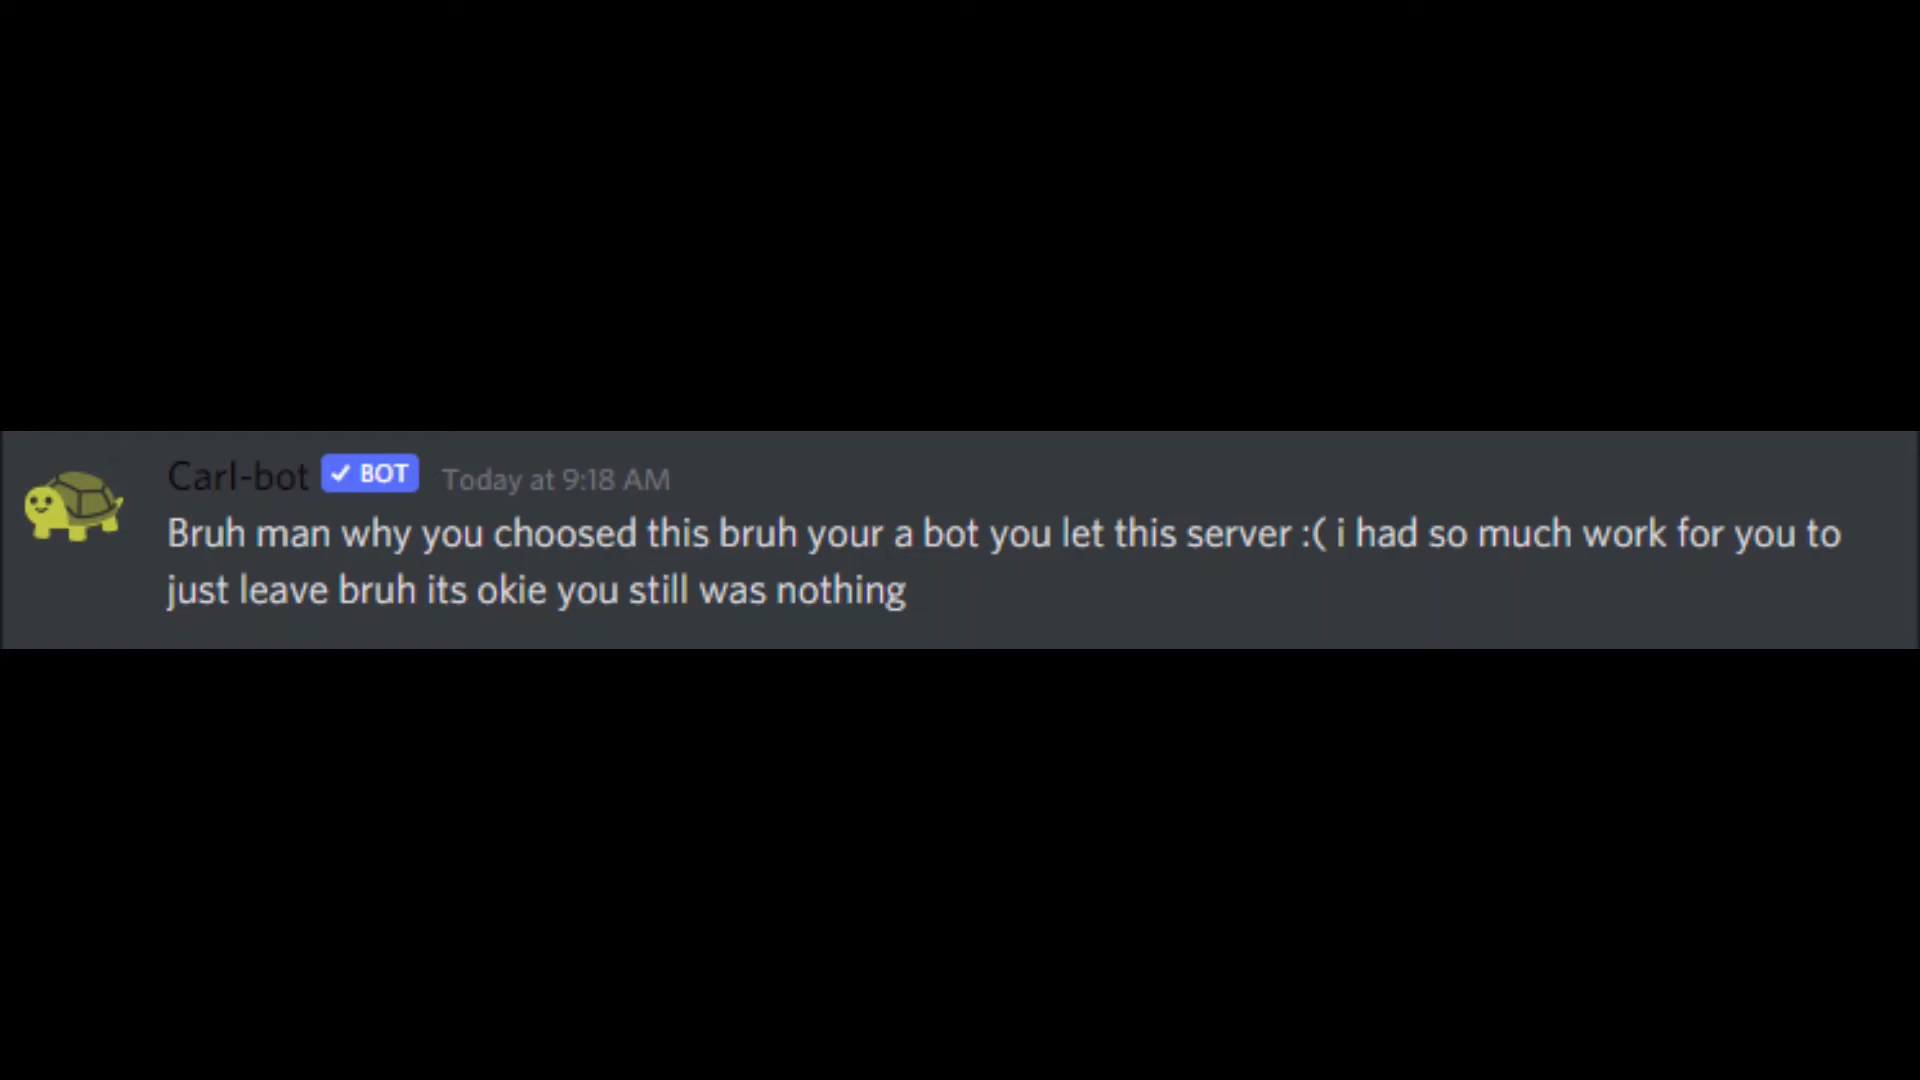 Carl-bot ✓ BOT Today at 9:18 AM
Bruh man why you choosed this bruh your a bot you let this server :( i had so much work for you to
just leave bruh its okie you still was nothing